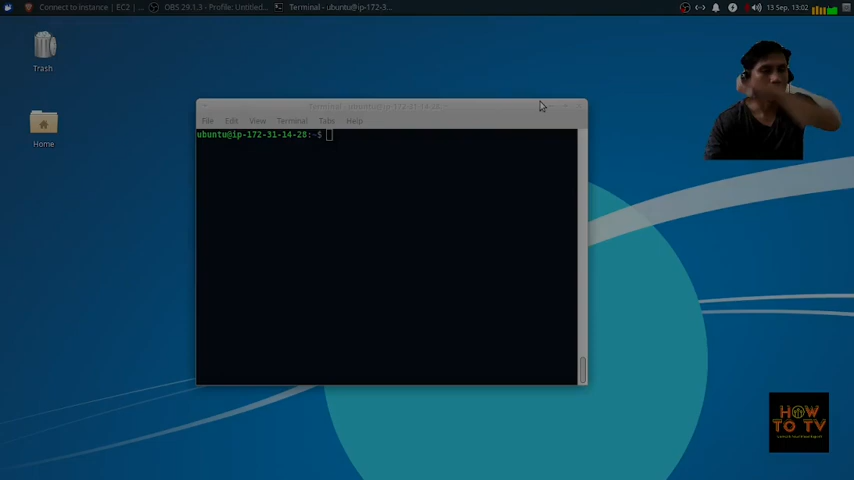 Connect to instance | EC2 | ...
OBS 29.1.3 - Profile: Untitled...
Terminal - ubuntu@ip-172-3...
13 Sep, 13:02
Trash
Home
Terminal - ubuntu@ip-172-31-14-28: ~
File Edit View Terminal Tabs Help
ubuntu@ip-172-31-14-28:~$
HOW
TO TV